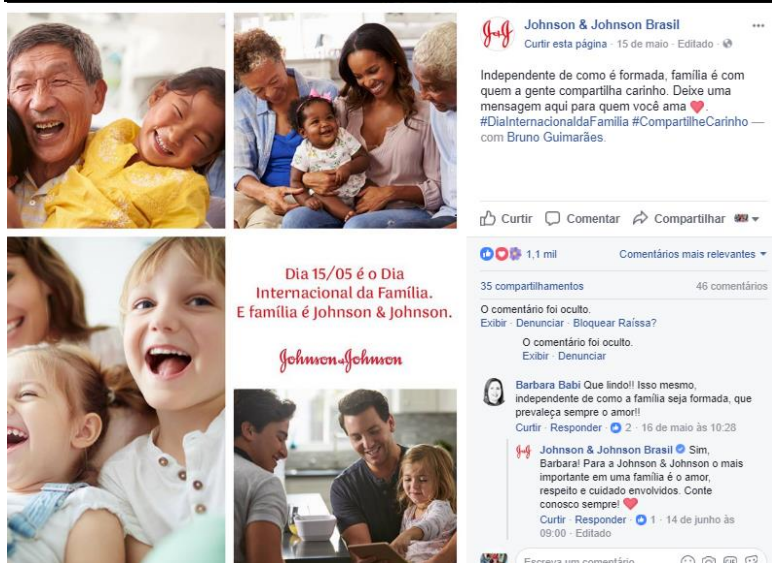 Dia 15/05 é o Dia
Internacional da Família.
E família é Johnson & Johnson.
Johnson & Johnson
J&J
Johnson & Johnson Brasil
Curtir esta página · 15 de maio · Editado ·
Independente de como é formada, família é com
quem a gente compartilha carinho. Deixe uma
mensagem aqui para quem você ama ❤.
#DiaInternacionaldaFamilia #CompartilheCarinho —
com Bruno Guimarães.
Curtir Comentar Compartilhar
1,1 mil Comentários mais relevantes
35 compartilhamentos 46 comentários
O comentário foi oculto.
Exibir · Denunciar · Bloquear Raíssa?
O comentário foi oculto.
Exibir · Denunciar
Barbara Babi Que lindo!! Isso mesmo,
independente de como a família seja formada, que
prevaleça sempre o amor!!
Curtir · Responder · 2 · 16 de maio às 10:28
J&J Johnson & Johnson Brasil Sim,
Barbara! Para a Johnson & Johnson o mais
importante em uma família é o amor,
respeito e cuidado envolvidos. Conte
conosco sempre! ❤
Curtir · Responder · 1 · 14 de junho às
09:00 · Editado
Escreva um comentário GIF